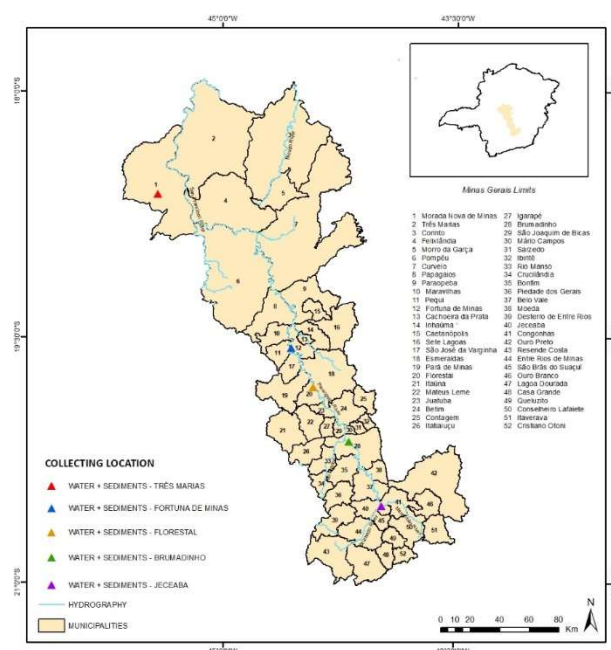 45°0'0"W
43°30'0"W
18°0'0"S
19°30'0"S
21°0'0"S
Minas Gerais Limits
1 Morada Nova de Minas
2 Três Marias
3 Corinto
4 Felixlândia
5 Morro da Garça
6 Pompéu
7 Curvelo
8 Papagaios
9 Paraopeba
10 Maravilhas
11 Pequi
12 Fortuna de Minas
13 Cachoeira da Prata
14 Inhaúma
15 Caetanópolis
16 Sete Lagoas
17 São José da Varginha
18 Esmeraldas
19 Pará de Minas
20 Florestal
21 Itaúna
22 Mateus Leme
23 Juatuba
24 Betim
25 Contagem
26 Itatiaiuçu
27 Igarapé
28 Brumadinho
29 São Joaquim de Bicas
30 Mário Campos
31 Sarzedo
32 Ibirité
33 Rio Manso
34 Crucilândia
35 Bonfim
36 Piedade dos Gerais
37 Belo Vale
38 Moeda
39 Desterro de Entre Rios
40 Jeceaba
41 Congonhas
42 Ouro Preto
43 Resende Costa
44 Entre Rios de Minas
45 São Brás do Suaçuí
46 Ouro Branco
47 Lagoa Dourada
48 Casa Grande
49 Queluzito
50 Conselheiro Lafaiete
51 Itaverava
52 Cristiano Otoni
COLLECTING LOCATION
WATER + SEDIMENTS - TRÊS MARIAS
WATER + SEDIMENTS - FORTUNA DE MINAS
WATER + SEDIMENTS - FLORESTAL
WATER + SEDIMENTS - BRUMADINHO
WATER + SEDIMENTS - JECEABA
HYDROGRAPHY
MUNICIPALITIES
0 10 20 40 60 80
Km
N